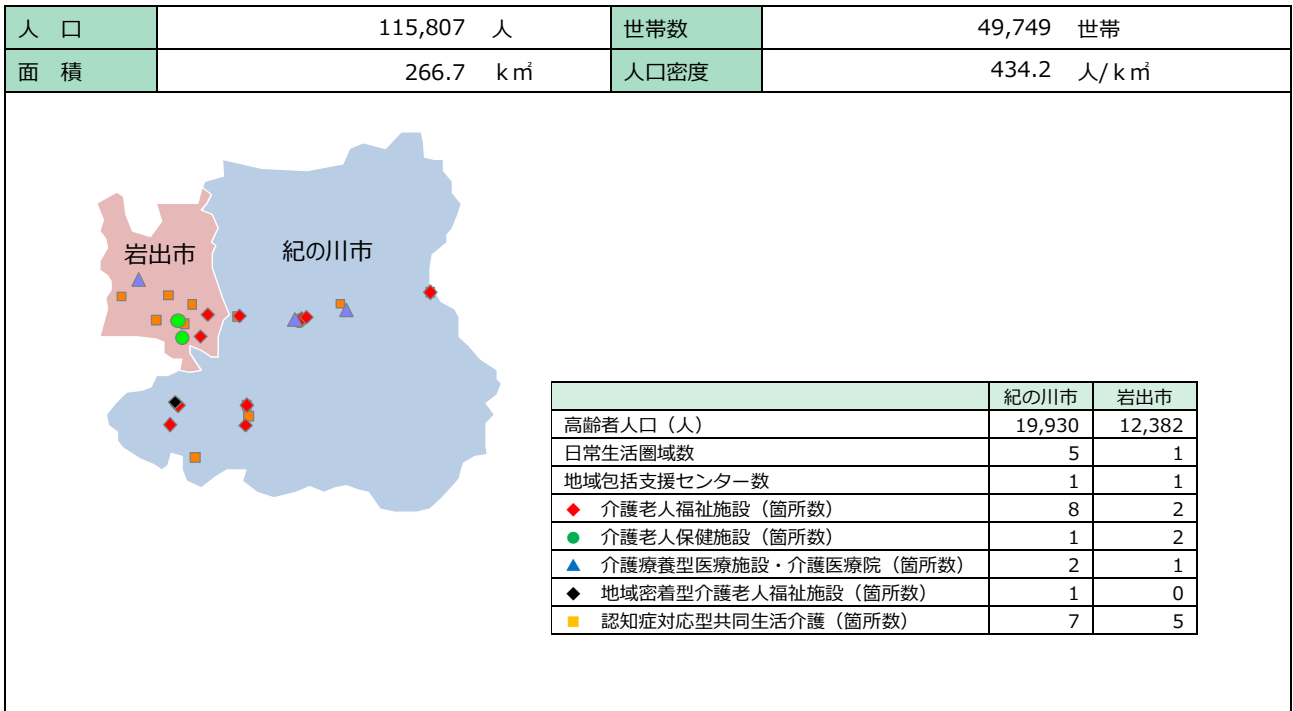 人 口 115,807 人 世帯数 49,749 世帯
面 積 266.7 k㎡ 人口密度 434.2 人/k㎡
岩出市 紀の川市
紀の川市 岩出市
高齢者人口（人） 19,930 12,382
日常生活圏域数 5 1
地域包括支援センター数 1 1
◆ 介護老人福祉施設（箇所数） 8 2
● 介護老人保健施設（箇所数） 1 2
▲ 介護療養型医療施設・介護医療院（箇所数） 2 1
◆ 地域密着型介護老人福祉施設（箇所数） 1 0
■ 認知症対応型共同生活介護（箇所数） 7 5